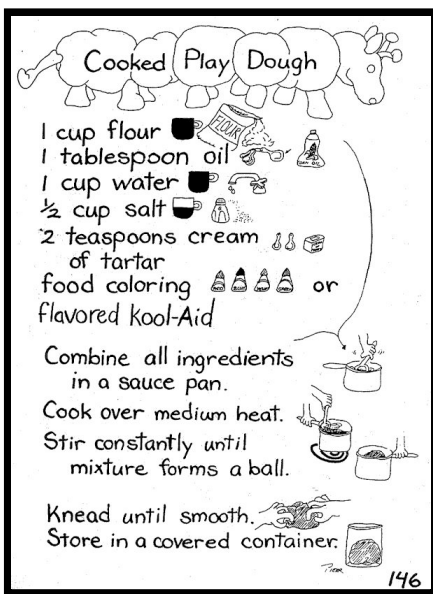 Cooked Play Dough
1 cup flour
FLOUR
1 tablespoon oil
1 cup water
½ cup salt
2 teaspoons cream
of tartar
food coloring or
flavored Kool-Aid
Combine all ingredients
in a sauce pan.
Cook over medium heat.
Stir constantly until
mixture forms a ball.
Knead until smooth.
Store in a covered container.
146